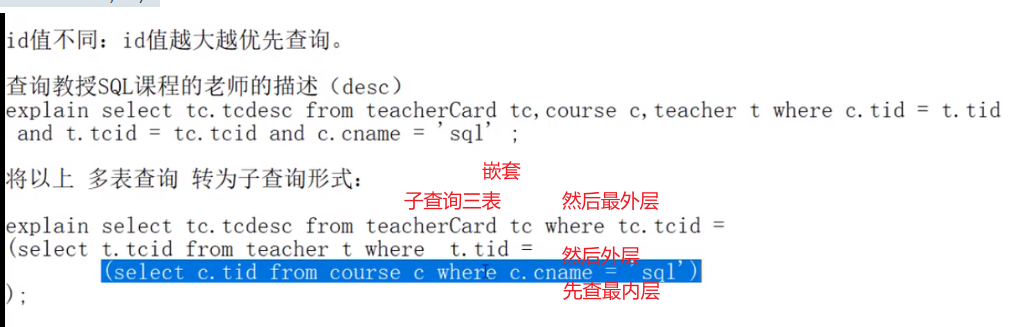 id值不同：id值越大越优先查询。
查询教授SQL课程的老师的描述（desc）
explain select tc.tcdesc from teacherCard tc,course c,teacher t where c.tid = t.tid
and t.tcid = tc.tcid and c.cname = 'sql' ;
嵌套
将以上 多表查询 转为子查询形式：
子查询三表 然后最外层
explain select tc.tcdesc from teacherCard tc where tc.tcid =
(select t.tcid from teacher t where  t.tid =
然后外层
(select c.tid from course c where c.cname = 'sql')
先查最内层
);